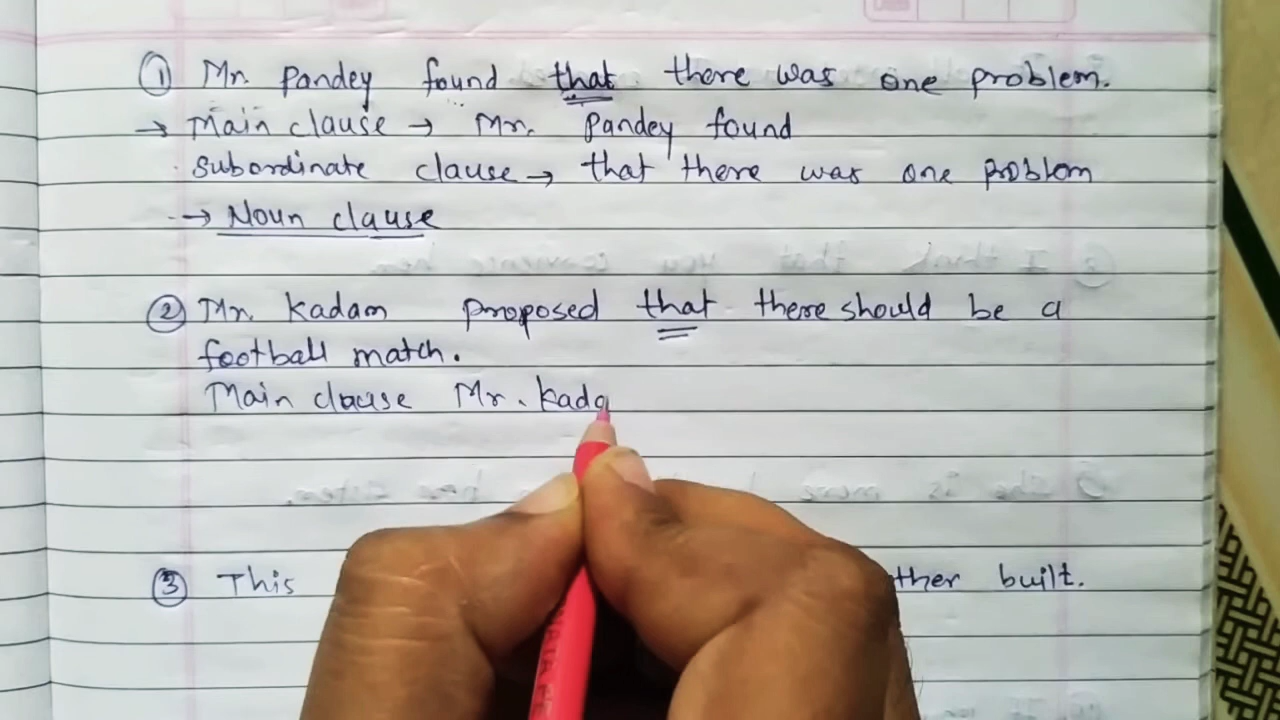 ① Mr. Pandey found that there was one problem.
→ Main clause → Mr. Pandey found
subordinate clause → that there was one problem
→ Noun clause
② Mr. Kadam proposed that there should be a
football match.
Main clause Mr. Kada
③ This ther built.